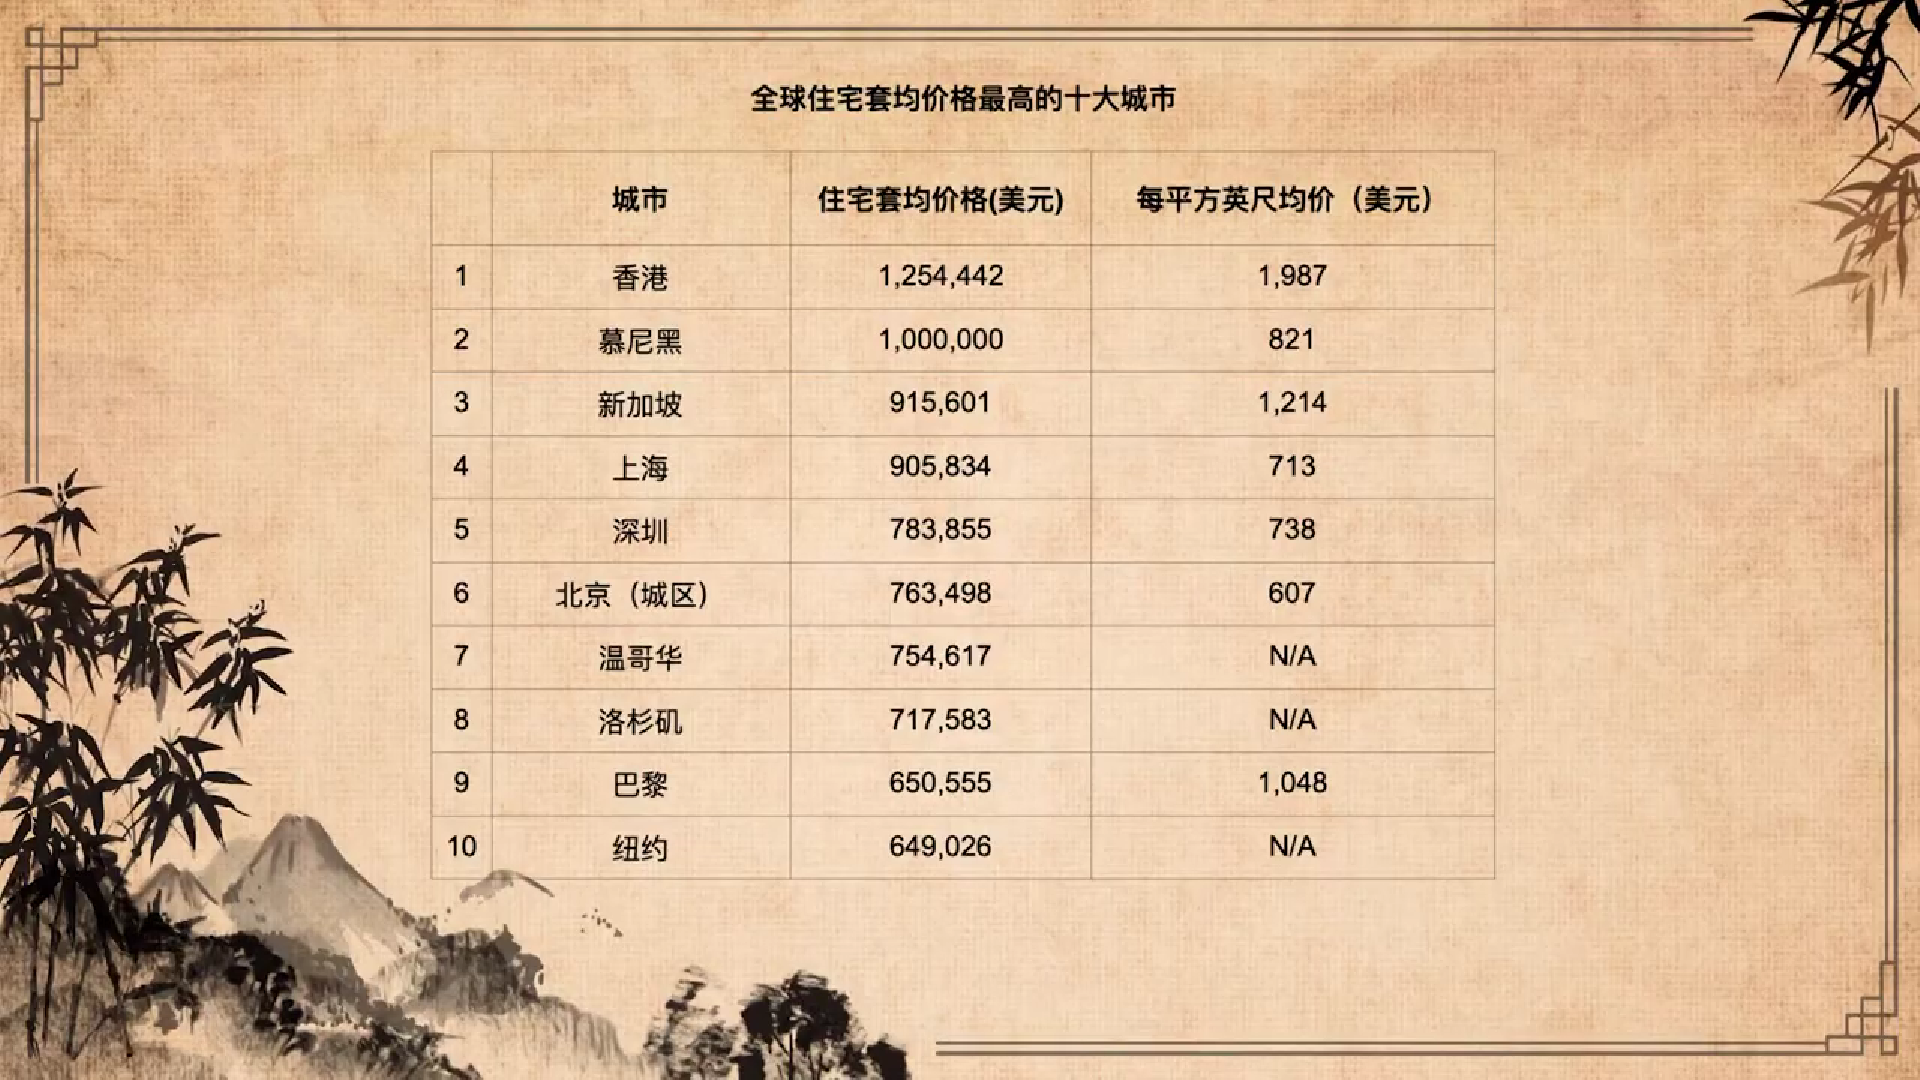 全球住宅套均价格最高的十大城市
城市 住宅套均价格(美元) 每平方英尺均价（美元）
1 香港 1,254,442 1,987
2 慕尼黑 1,000,000 821
3 新加坡 915,601 1,214
4 上海 905,834 713
5 深圳 783,855 738
6 北京（城区） 763,498 607
7 温哥华 754,617 N/A
8 洛杉矶 717,583 N/A
9 巴黎 650,555 1,048
10 纽约 649,026 N/A